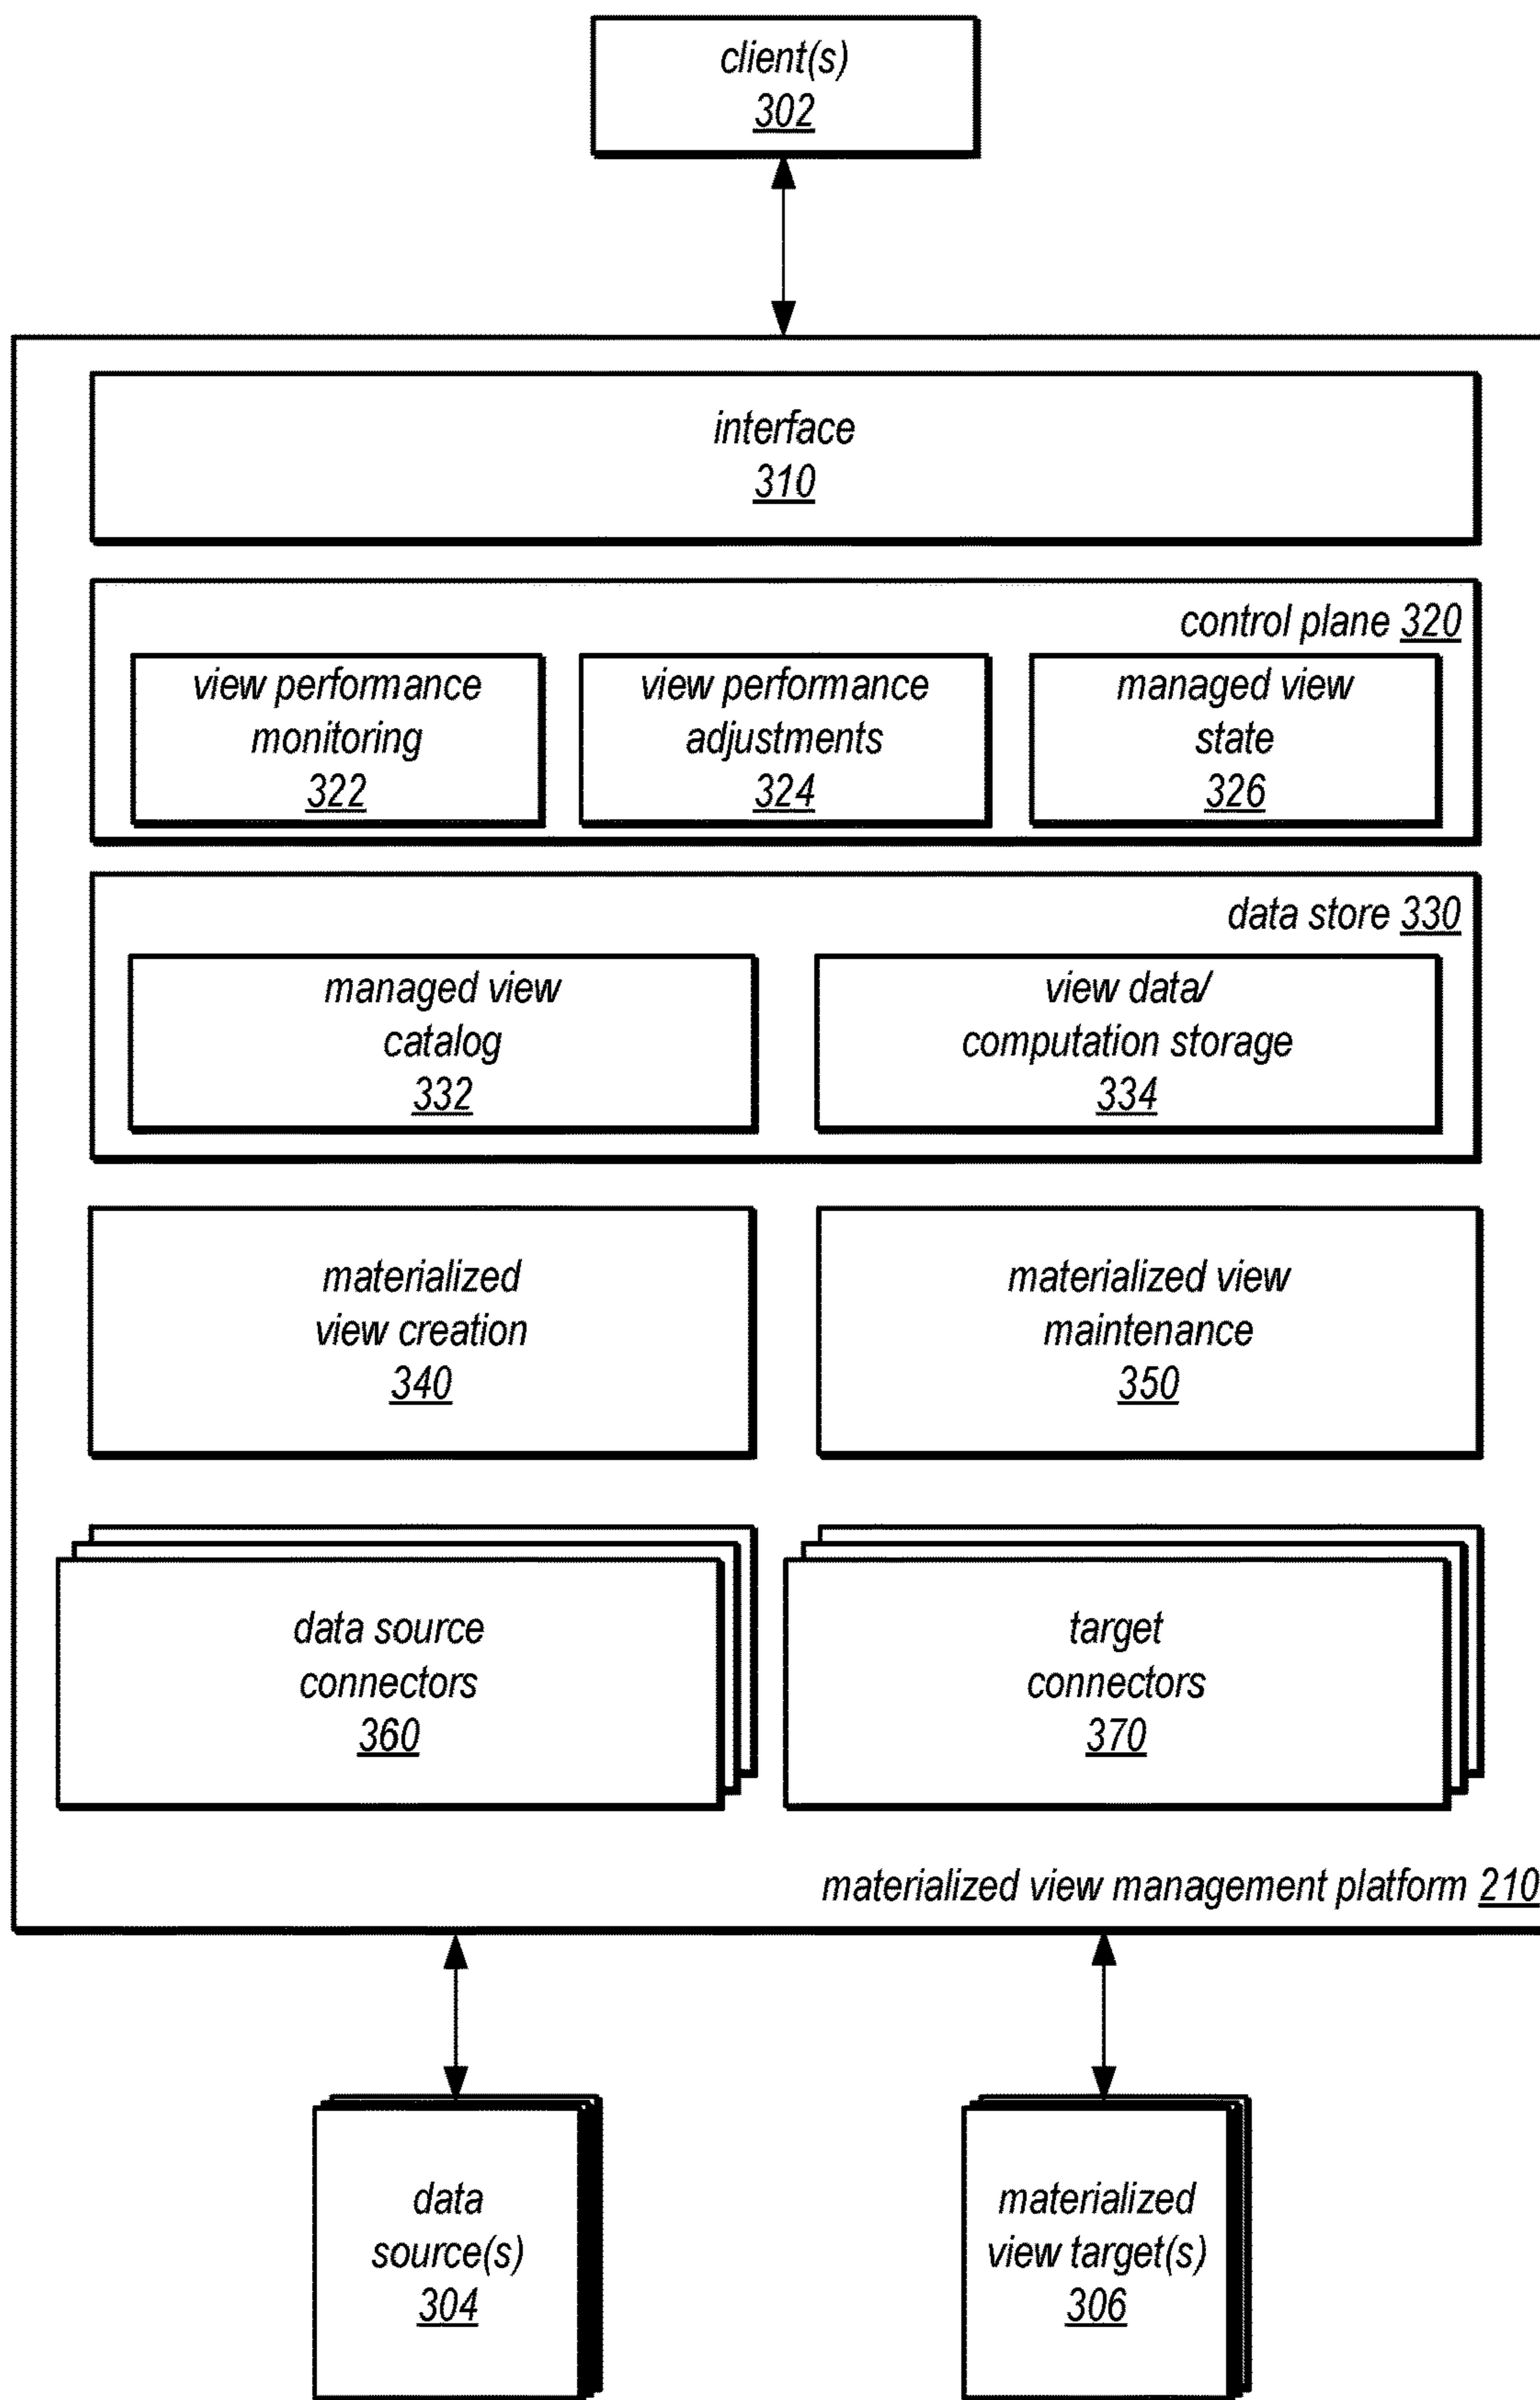 client(s)
302
interface
310
control plane 320
view performance
monitoring
322
view performance
adjustments
324
managed view
state
326
data store 330
managed view
catalog
332
view data/
computation storage
334
materialized
view creation
340
materialized view
maintenance
350
data source
connectors
360
target
connectors
370
materialized view management platform 210
data
source(s)
304
materialized
view target(s)
306